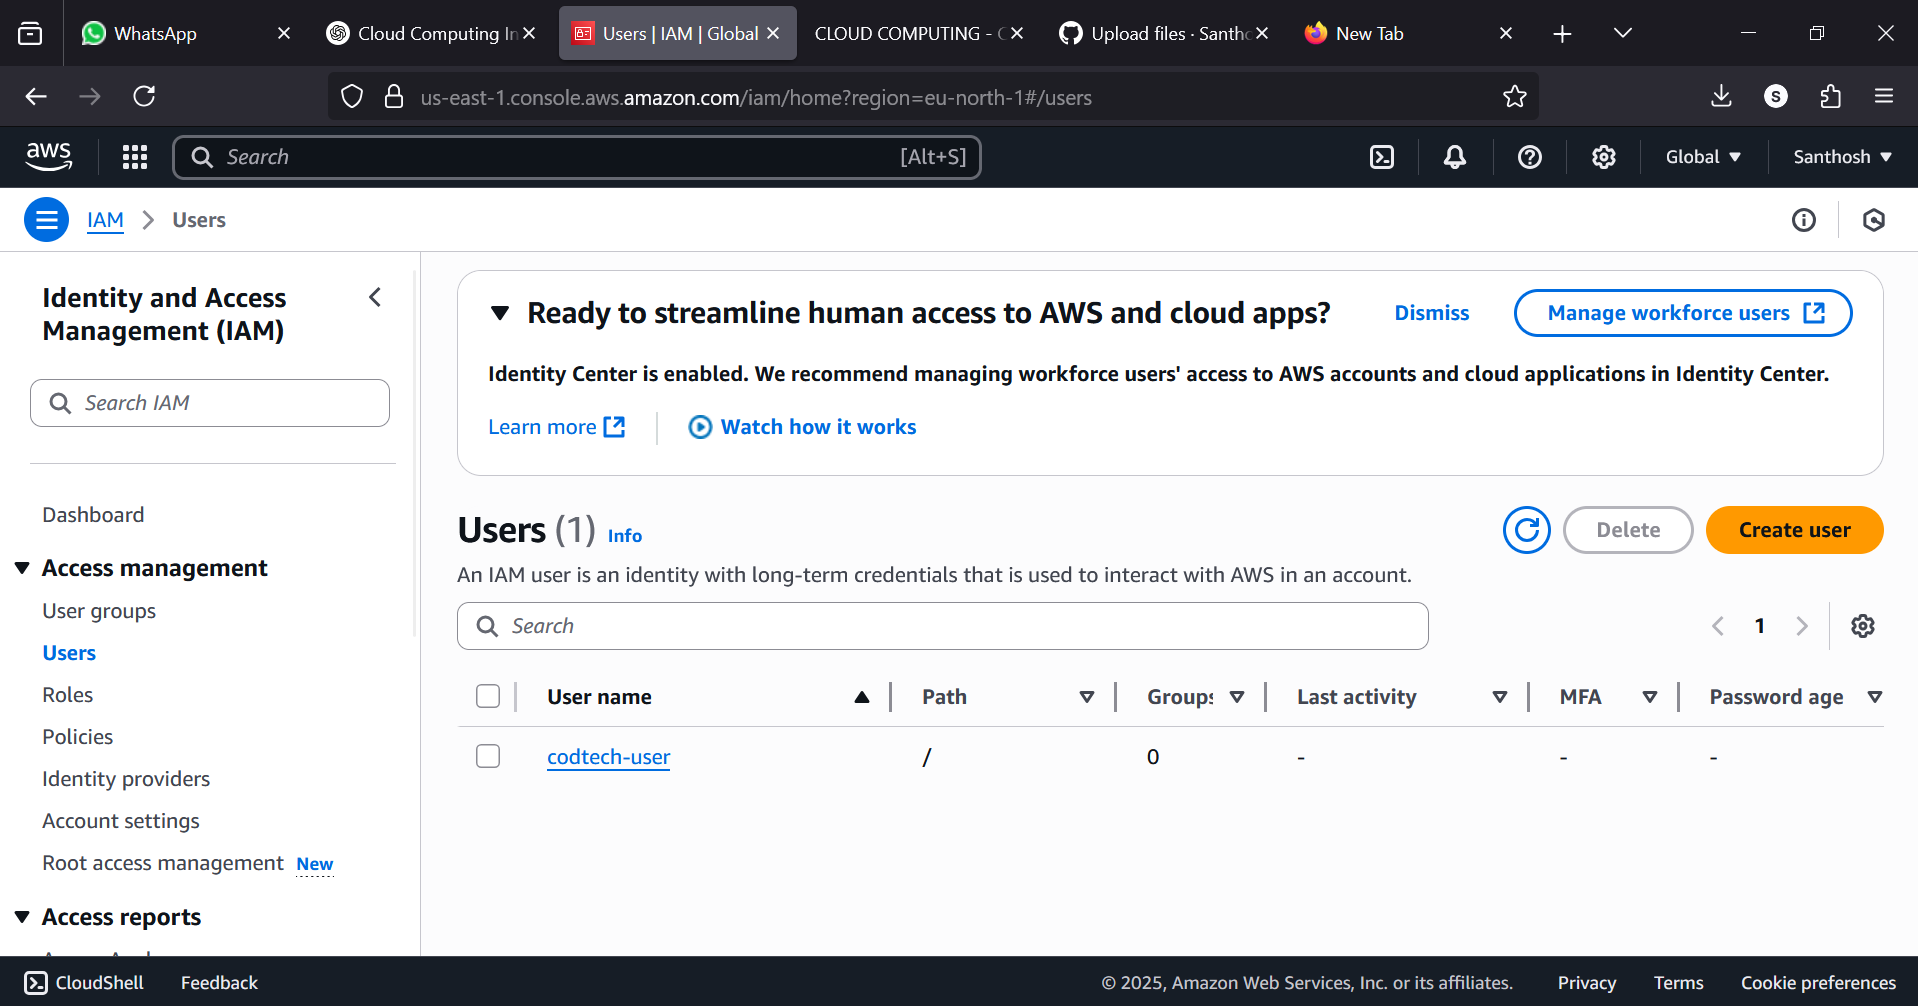 WhatsApp
Cloud Computing In
Users | IAM | Global
CLOUD COMPUTING - C
Upload files · Santho
New Tab
us-east-1.console.aws.amazon.com/iam/home?region=eu-north-1#/users
S
aws
Search
[Alt+S]
Global
Santhosh
IAM
Users
Identity and Access
Management (IAM)
Search IAM
Dashboard
Access management
User groups
Users
Roles
Policies
Identity providers
Account settings
Root access management New
Access reports
Ready to streamline human access to AWS and cloud apps?
Dismiss
Manage workforce users
Identity Center is enabled. We recommend managing workforce users' access to AWS accounts and cloud applications in Identity Center.
Learn more
Watch how it works
Users (1) Info
Delete
Create user
An IAM user is an identity with long-term credentials that is used to interact with AWS in an account.
Search
1
User name Path Groups Last activity MFA Password age
codtech-user / 0 - - -
CloudShell
Feedback
© 2025, Amazon Web Services, Inc. or its affiliates.
Privacy
Terms
Cookie preferences